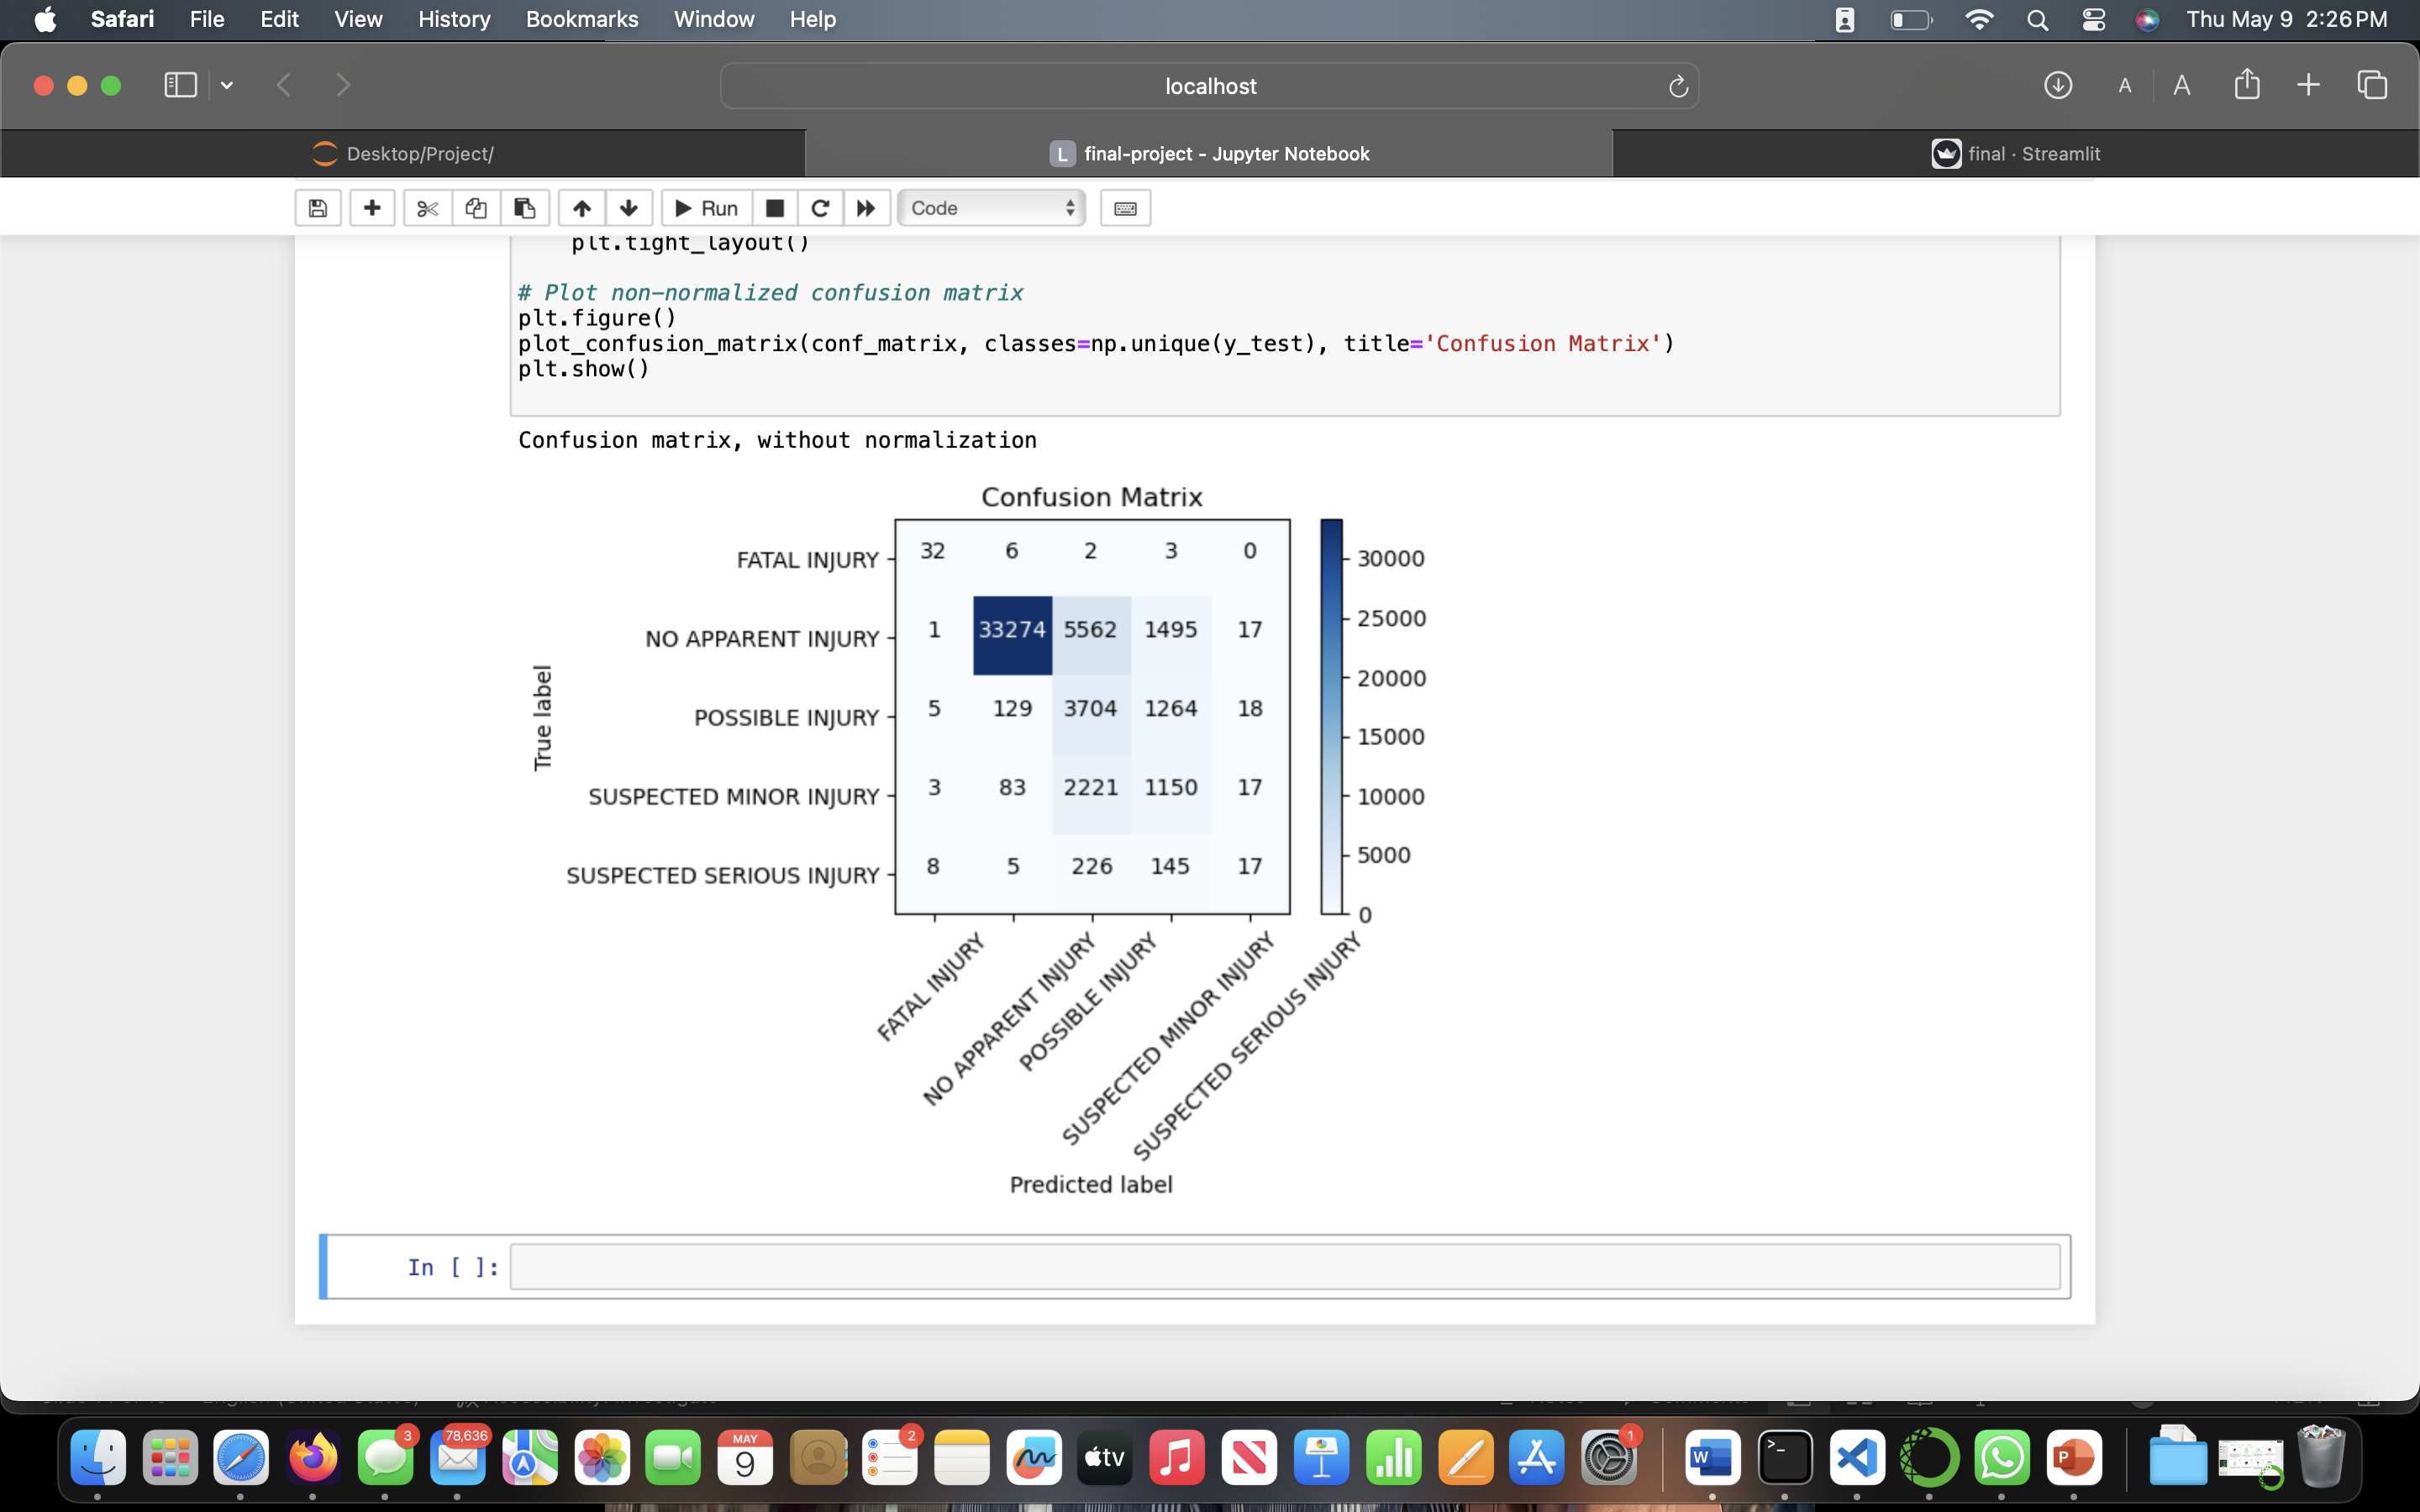 Safari File Edit View History Bookmarks Window Help Thu May 9 2:26 PM
localhost A A
Desktop/Project/ L final-project - Jupyter Notebook final · Streamlit
Run Code
plt.tight_layout()
# Plot non-normalized confusion matrix
plt.figure()
plot_confusion_matrix(conf_matrix, classes=np.unique(y_test), title='Confusion Matrix')
plt.show()
Confusion matrix, without normalization
Confusion Matrix
FATAL INJURY 32 6 2 3 0
NO APPARENT INJURY 1 33274 5562 1495 17
POSSIBLE INJURY 5 129 3704 1264 18
SUSPECTED MINOR INJURY 3 83 2221 1150 17
SUSPECTED SERIOUS INJURY 8 5 226 145 17
True label
30000
25000
20000
15000
10000
5000
0
FATAL INJURY
NO APPARENT INJURY
POSSIBLE INJURY
SUSPECTED MINOR INJURY
SUSPECTED SERIOUS INJURY
Predicted label
In [ ]:
3 78,636 MAY 9 2 tv 1 W >_ P